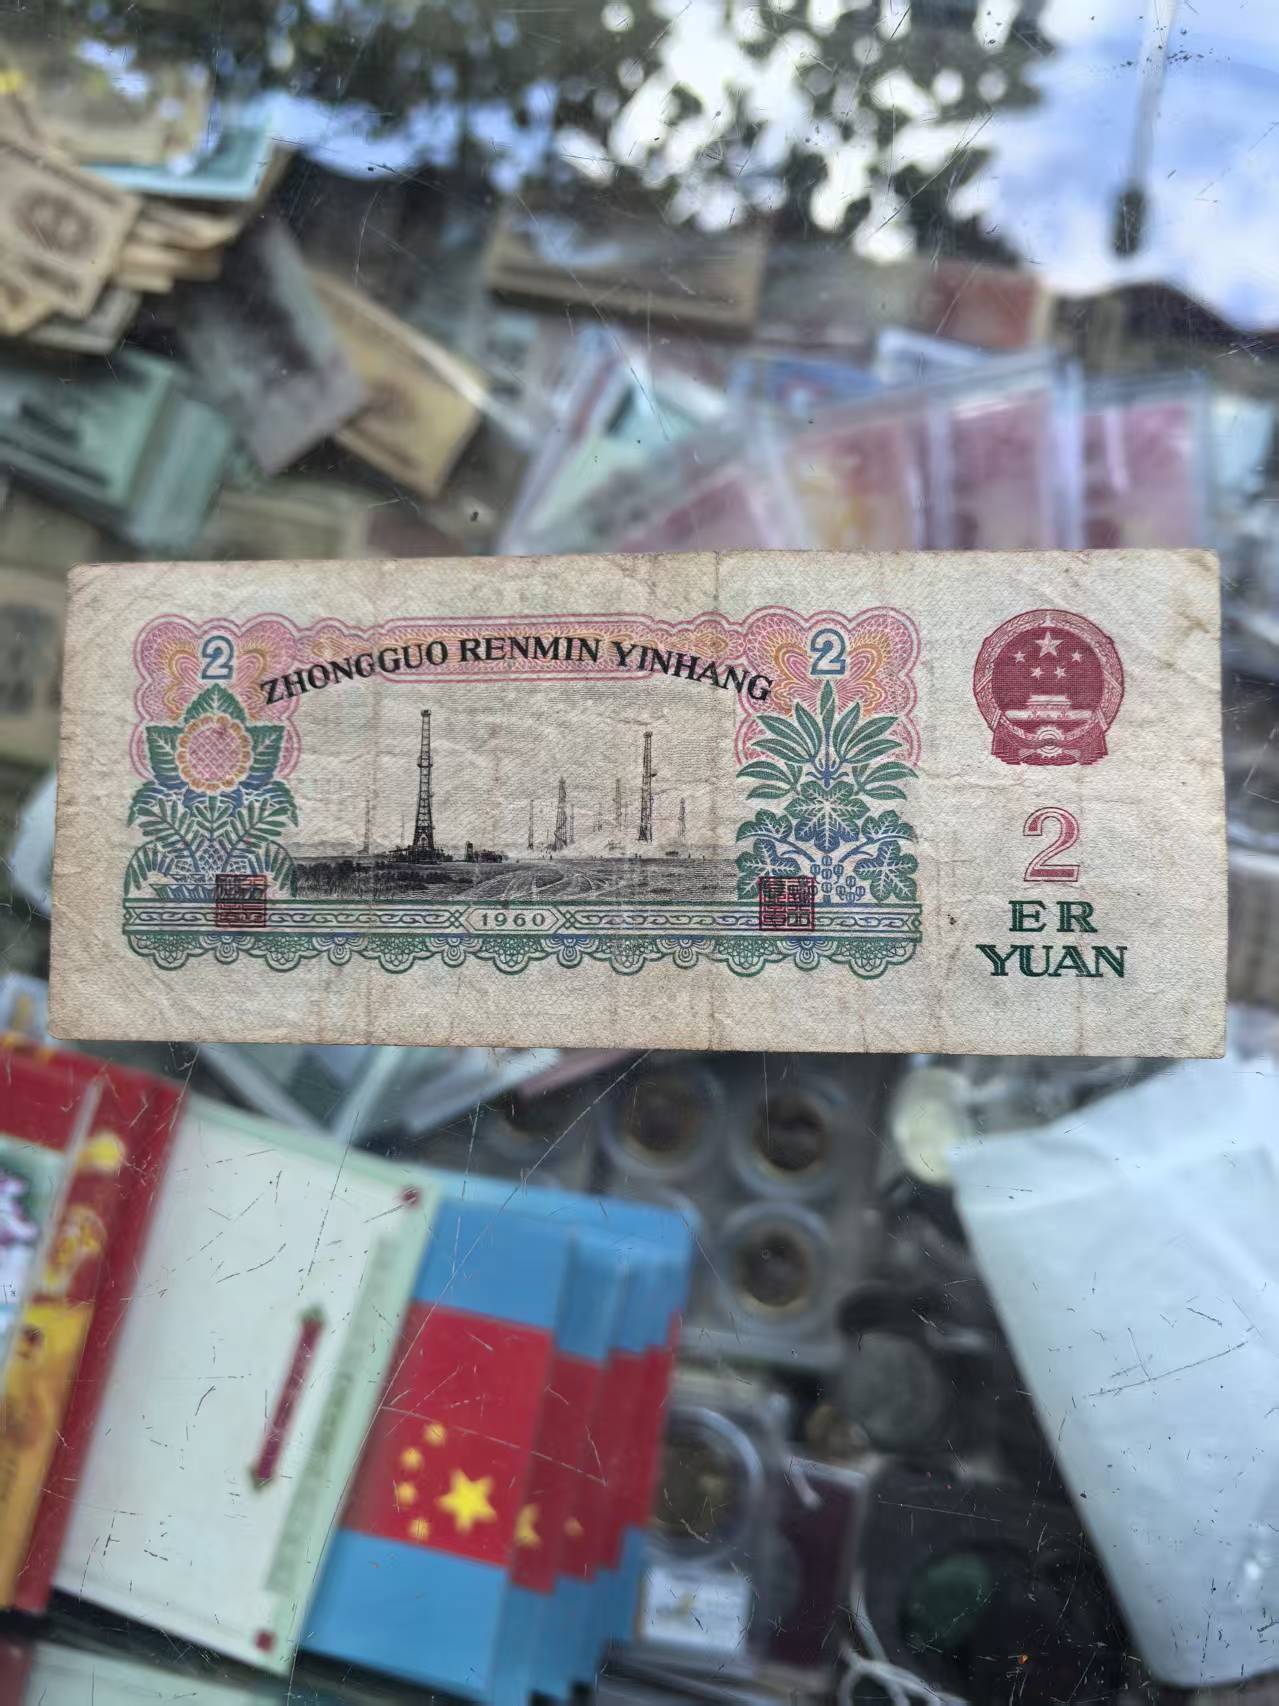 2 ZHONGGUO RENMIN YINHANG 2
1960
2
ER
YUAN